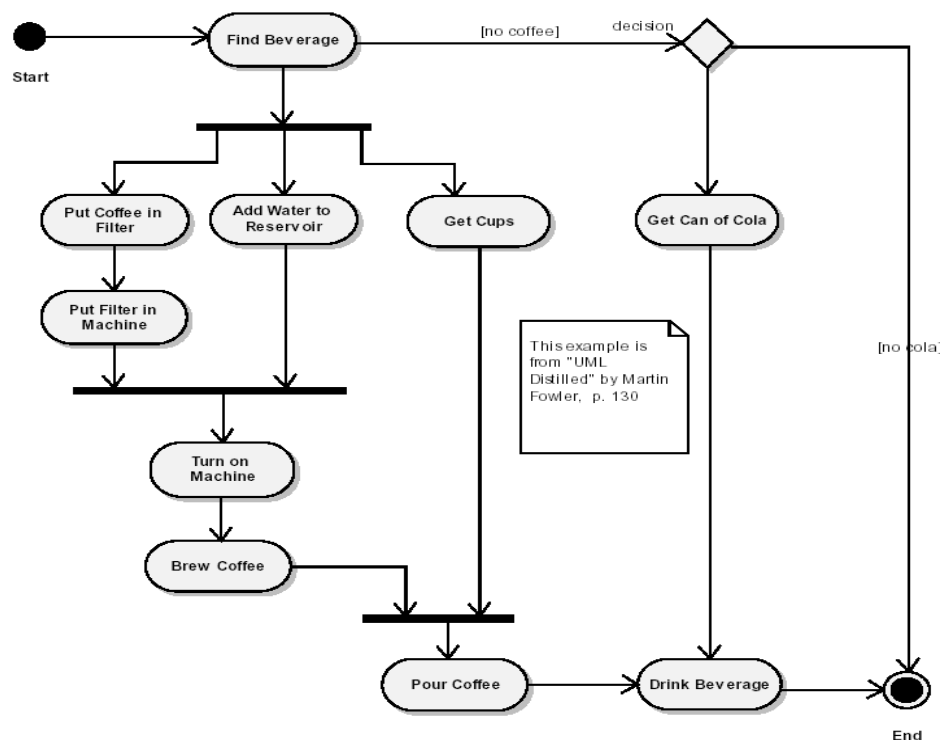 decision
[no coffee]
Find Beverage
Start
Put Coffee in
Filter
Add Water to
Reservoir
Get Cups
Get Can of Cola
Put Filter in
Machine
This example is
from "UML
Distilled" by Martin
Fowler, p. 130
[no cola]
Turn on
Machine
Brew Coffee
Pour Coffee
Drink Beverage
End